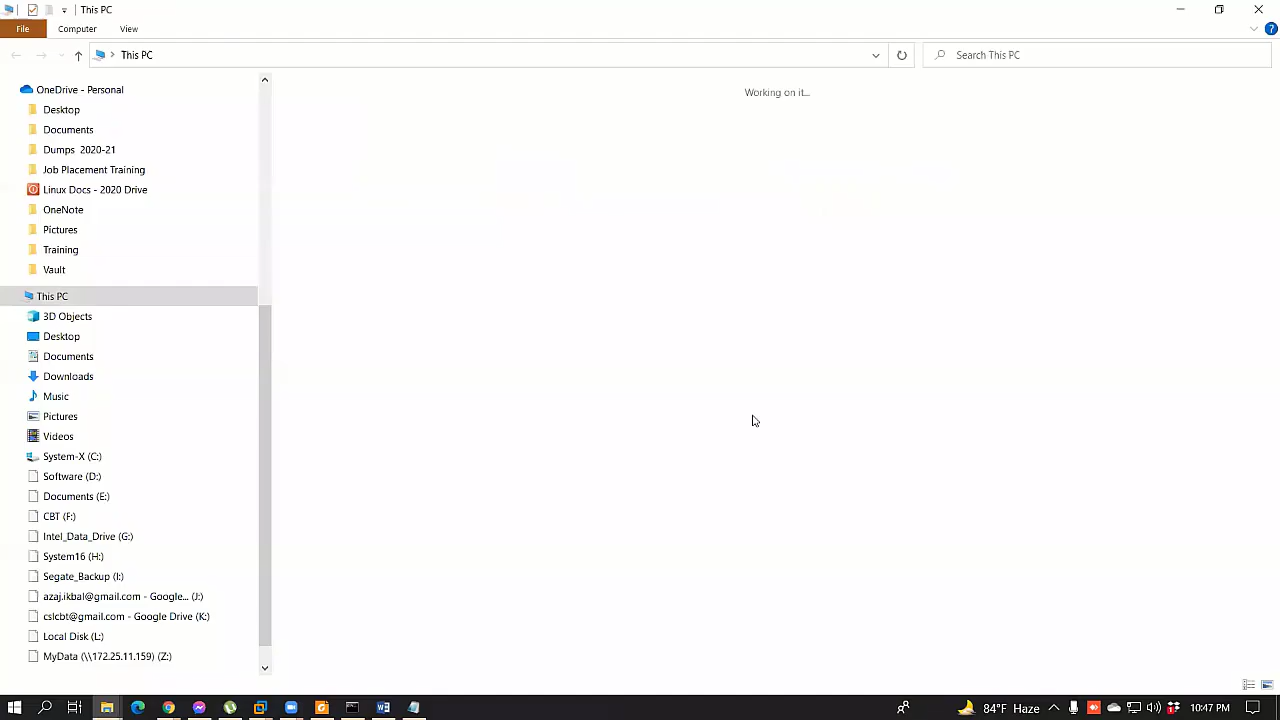 This PC
File
Computer
View
This PC
Search This PC
OneDrive - Personal
Desktop
Documents
Dumps 2020-21
Job Placement Training
Linux Docs - 2020 Drive
OneNote
Pictures
Training
Vault
This PC
3D Objects
Desktop
Documents
Downloads
Music
Pictures
Videos
System-X (C:)
Software (D:)
Documents (E:)
CBT (F:)
Intel_Data_Drive (G:)
System16 (H:)
Segate_Backup (I:)
azaj.ikbal@gmail.com - Google... (J:)
cslcbt@gmail.com - Google Drive (K:)
Local Disk (L:)
MyData (\\172.25.11.159) (Z:)
Working on it...
84°F Haze
10:47 PM